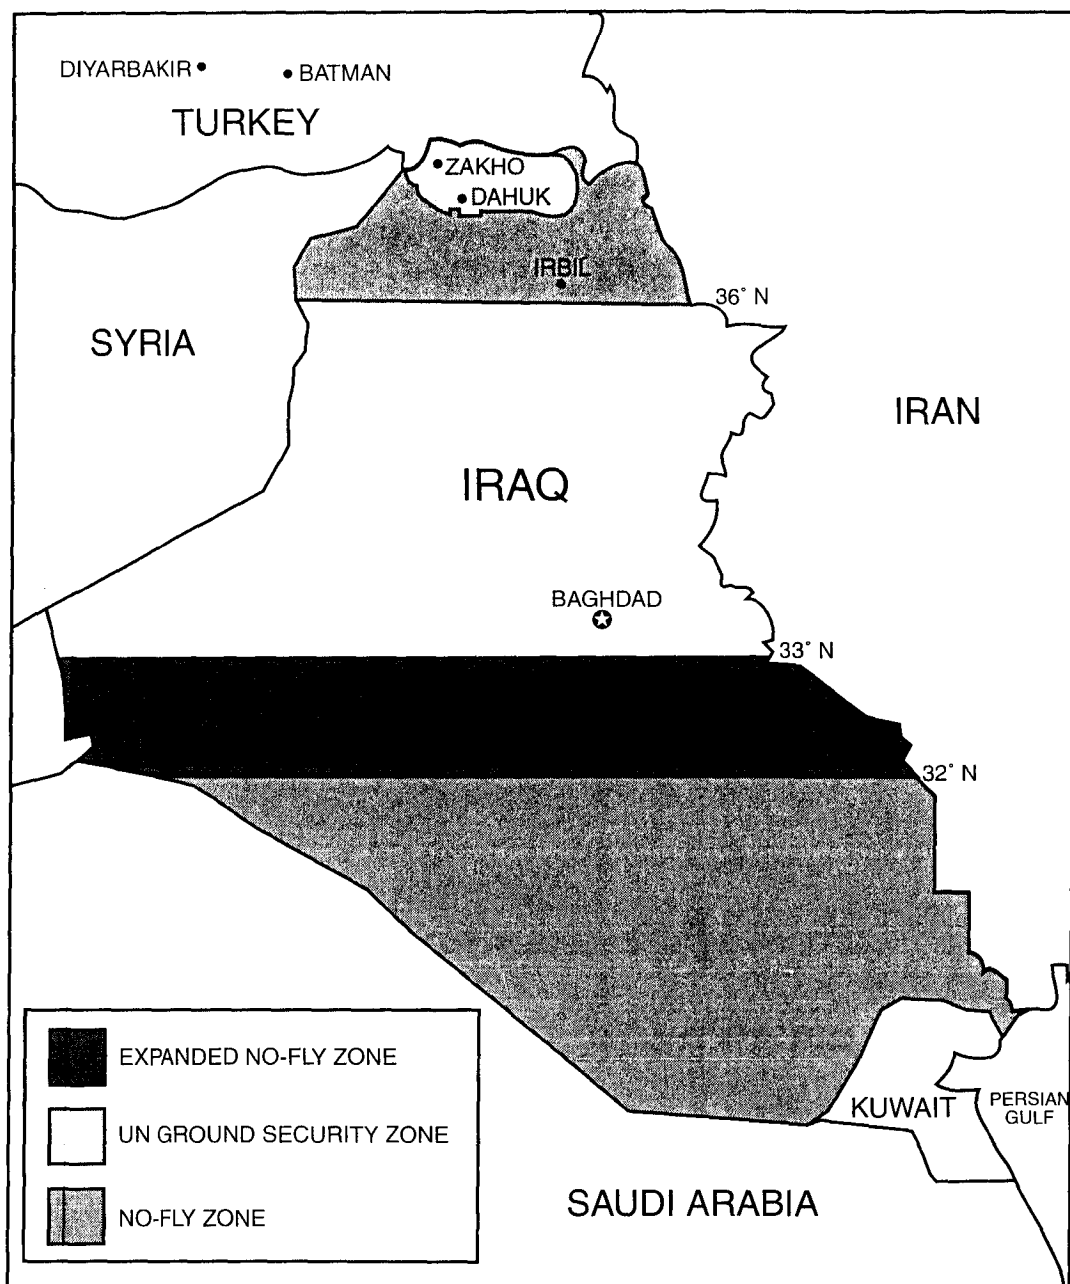 DIYARBAKIR
BATMAN
TURKEY
ZAKHO
DAHUK
IRBIL
36° N
SYRIA
IRAN
IRAQ
BAGHDAD
33° N
32° N
EXPANDED NO-FLY ZONE
UN GROUND SECURITY ZONE
NO-FLY ZONE
KUWAIT
PERSIAN
GULF
SAUDI ARABIA